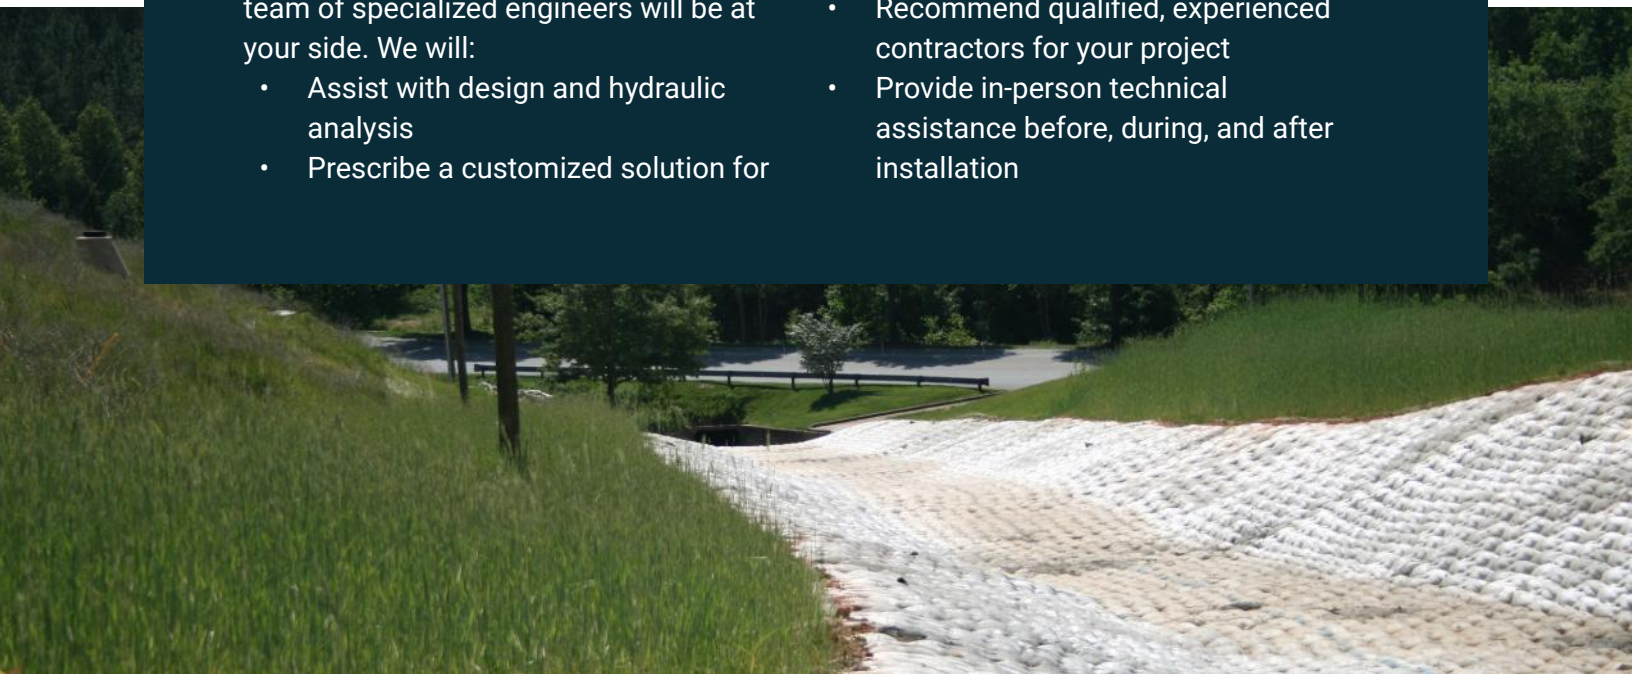 team of specialized engineers will be at
your side. We will:
• Assist with design and hydraulic
analysis
• Prescribe a customized solution for
• Recommend qualified, experienced
contractors for your project
• Provide in-person technical
assistance before, during, and after
installation